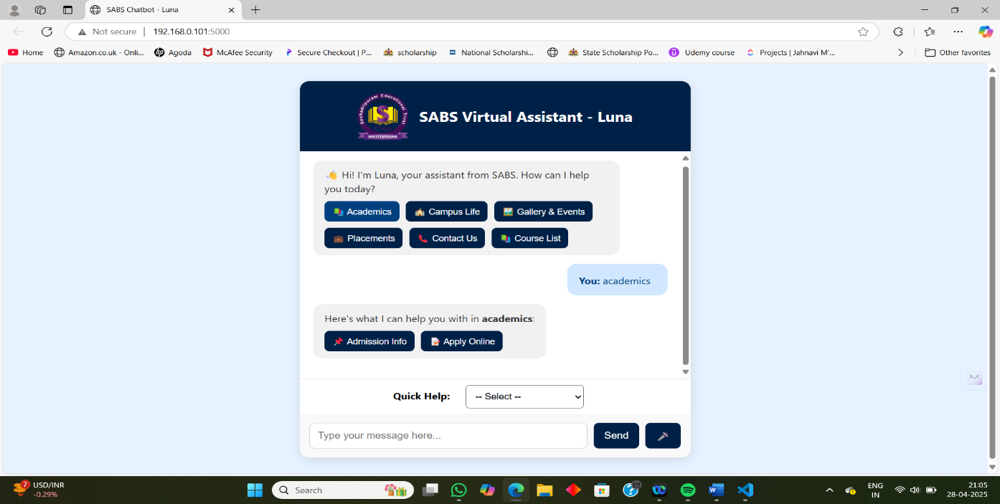 SABS Chatbot - Luna
Not secure | 192.168.0.101:5000
Home
Amazon.co.uk - Onli...
Agoda
McAfee Security
Secure Checkout | P...
scholarship
National Scholarshi...
State Scholarship Po...
Udemy course
Projects | Jahnavi M'...
Other favorites
Seshadripuram Educational Trust
INSTITUTIONS
SABS Virtual Assistant - Luna
👋 Hi! I'm Luna, your assistant from SABS. How can I help
you today?
Academics
Campus Life
Gallery & Events
Placements
Contact Us
Course List
You: academics
Here's what I can help you with in academics:
Admission Info
Apply Online
Quick Help:
-- Select --
Type your message here...
Send
7
USD/INR
-0.29%
Search
ENG
IN
21:05
28-04-2025